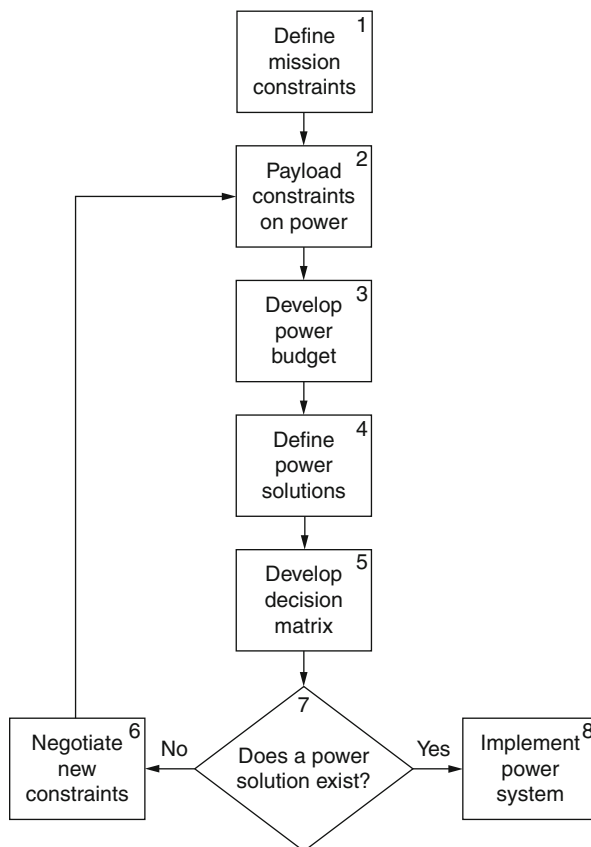 1
Define
mission
constraints
2
Payload
constraints
on power
3
Develop
power
budget
4
Define
power
solutions
5
Develop
decision
matrix
7
Does a power
solution exist?
No
Yes
6
Negotiate
new
constraints
8
Implement
power
system